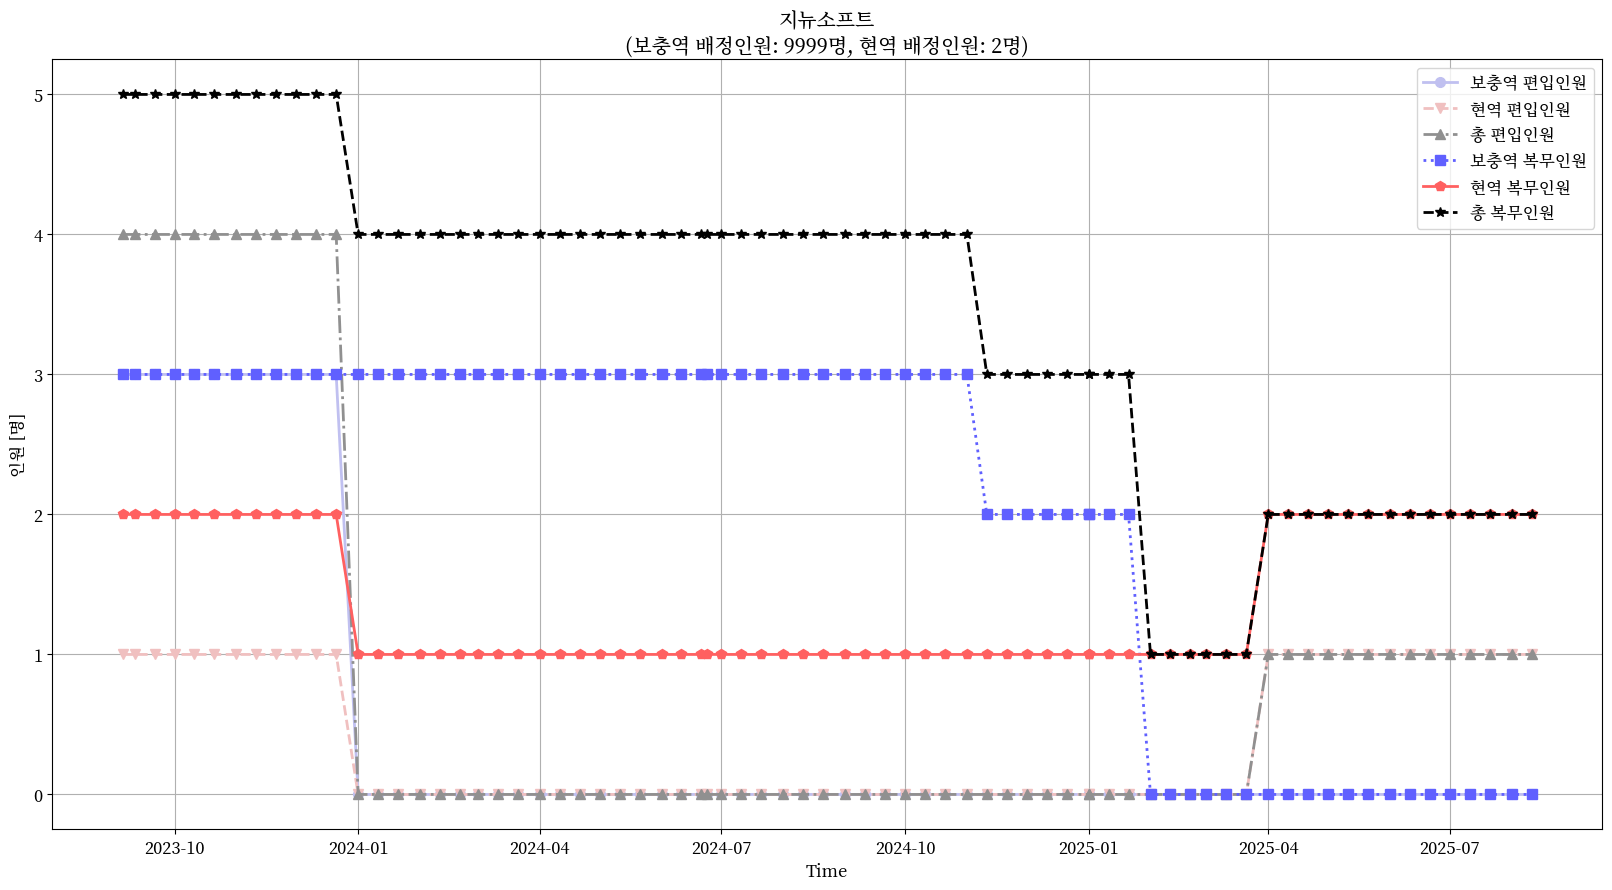 지뉴소프트
(보충역 배정인원: 9999명, 현역 배정인원: 2명)
보충역 편입인원
현역 편입인원
총 편입인원
보충역 복무인원
현역 복무인원
총 복무인원
5
4
3
2
1
0
인원 [명]
2023-10
2024-01
2024-04
2024-07
2024-10
2025-01
2025-04
2025-07
Time